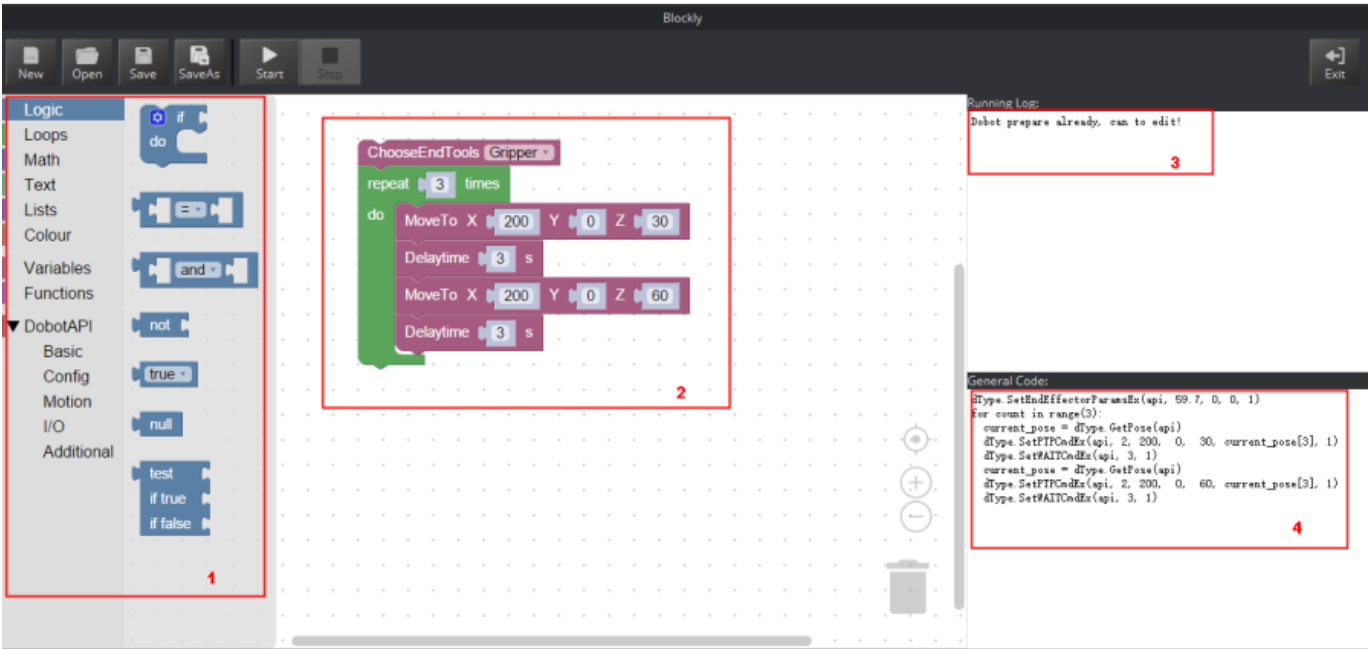 Blockly
New Open Save SaveAs Start Stop Exit
Logic
Loops
Math
Text
Lists
Colour
Variables
Functions
DobotAPI
Basic
Config
Motion
I/O
Additional
if
do
=
and
not
true
null
test
if true
if false
1
ChooseEndTools Gripper
repeat 3 times
do MoveTo X 200 Y 0 Z 30
Delaytime 3 s
MoveTo X 200 Y 0 Z 60
Delaytime 3 s
2
Running Log:
Dobot prepare already, can to edit!
3
General Code:
dType.SetEndEffectorParamsEx(api, 59.7, 0, 0, 1)
for count in range(3):
current_pose = dType.GetPose(api)
dType.SetPTPCmdEx(api, 2, 200, 0, 30, current_pose[3], 1)
dType.SetWAITCmdEx(api, 3, 1)
current_pose = dType.GetPose(api)
dType.SetPTPCmdEx(api, 2, 200, 0, 60, current_pose[3], 1)
dType.SetWAITCmdEx(api, 3, 1)
4